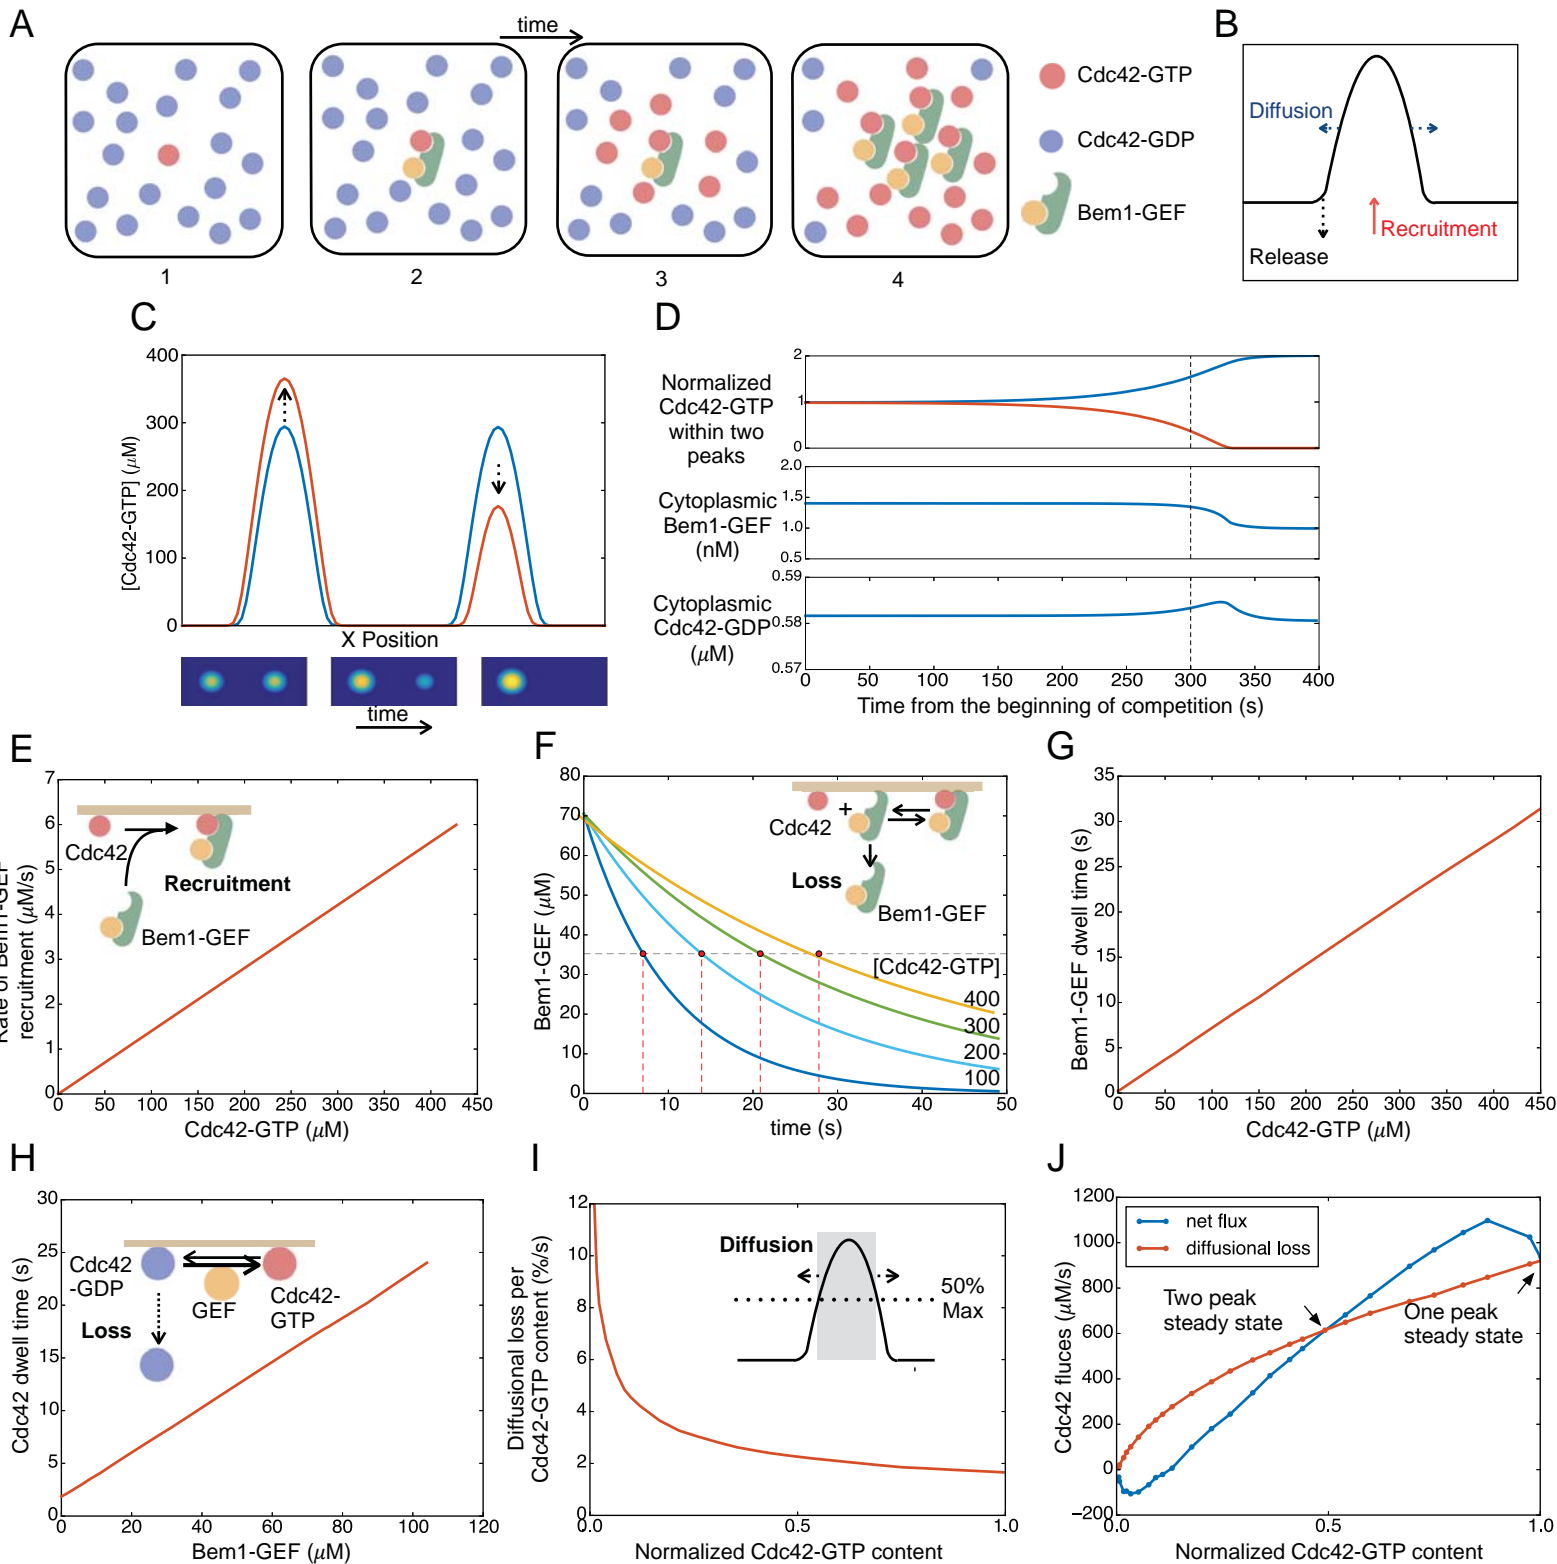 A
time
1
2
3
4
Cdc42-GTP
Cdc42-GDP
Bem1-GEF
B
Diffusion
Recruitment
Release
C
[Cdc42-GTP] (μM)
400
300
200
100
0
X Position
time
D
Normalized
Cdc42-GTP
within two
peaks
2
1
0
Cytoplasmic
Bem1-GEF
(nM)
2.0
1.5
1.0
0.5
Cytoplasmic
Cdc42-GDP
(μM)
0.59
0.58
0.57
0 50 100 150 200 250 300 350 400
Time from the beginning of competition (s)
E
Rate of Bem1-GEF
recruitment (μM/s)
7
6
5
4
3
2
1
0
Cdc42
Recruitment
Bem1-GEF
0 50 100 150 200 250 300 350 400 450
Cdc42-GTP (μM)
F
Bem1-GEF (μM)
80
70
60
50
40
30
20
10
0
Cdc42
+
Loss
Bem1-GEF
[Cdc42-GTP]
400
300
200
100
0 10 20 30 40 50
time (s)
G
Bem1-GEF dwell time (s)
35
30
25
20
15
10
5
0
0 50 100 150 200 250 300 350 400 450
Cdc42-GTP (μM)
H
Cdc42 dwell time (s)
30
25
20
15
10
5
0
Cdc42
-GDP
GEF
Cdc42-
GTP
Loss
0 20 40 60 80 100 120
Bem1-GEF (μM)
I
Diffusional loss per
Cdc42-GTP content (%/s)
12
10
8
6
4
2
0
Diffusion
50%
Max
0.0 0.5 1.0
Normalized Cdc42-GTP content
J
Cdc42 fluces (μM/s)
1200
1000
800
600
400
200
0
−200
net flux
diffusional loss
Two peak
steady state
One peak
steady state
0.0 0.5 1.0
Normalized Cdc42-GTP content